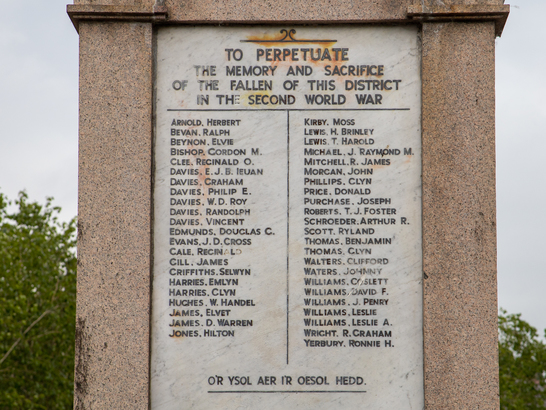 TO PERPETUATE
THE MEMORY AND SACRIFICE
OF THE FALLEN OF THIS DISTRICT
IN THE SECOND WORLD WAR
ARNOLD, HERBERT
BEVAN, RALPH
BEYNON, ELVIE
BISHOP, GORDON M.
CLEE, REGINALD O.
DAVIES, E. J. B. IEUAN
DAVIES, GRAHAM
DAVIES, PHILIP E.
DAVIES, W. D. ROY
DAVIES, RANDOLPH
DAVIES, VINCENT
EDMUNDS, DOUGLAS C.
EVANS, J. D. CROSS
GALE, REGINALD
GILL, JAMES
GRIFFITHS, SELWYN
HARRIES, EMLYN
HARRIES, GLYN
HUGHES, W. HANDEL
JAMES, ELVET
JAMES, D. WARREN
JONES, HILTON
KIRBY, MOSS
LEWIS, H. BRINLEY
LEWIS, T. HAROLD
MICHAEL, J. RAYMOND M.
MITCHELL, R. JAMES
MORGAN, JOHN
PHILLIPS, GLYN
PRICE, DONALD
PURCHASE, JOSEPH
ROBERTS, T. J. FOSTER
SCHROEDER, ARTHUR R.
SCOTT, RYLAND
THOMAS, BENJAMIN
THOMAS, GLYN
WALTERS, CLIFFORD
WATERS, JOHNNY
WILLIAMS, COSLETT
WILLIAMS, DAVID F.
WILLIAMS, J. PENRY
WILLIAMS, LESLIE
WILLIAMS, LESLIE A.
WRIGHT, R. GRAHAM
YERBURY, RONNIE H.
O'R YSOL AER I'R OESOL HEDD.